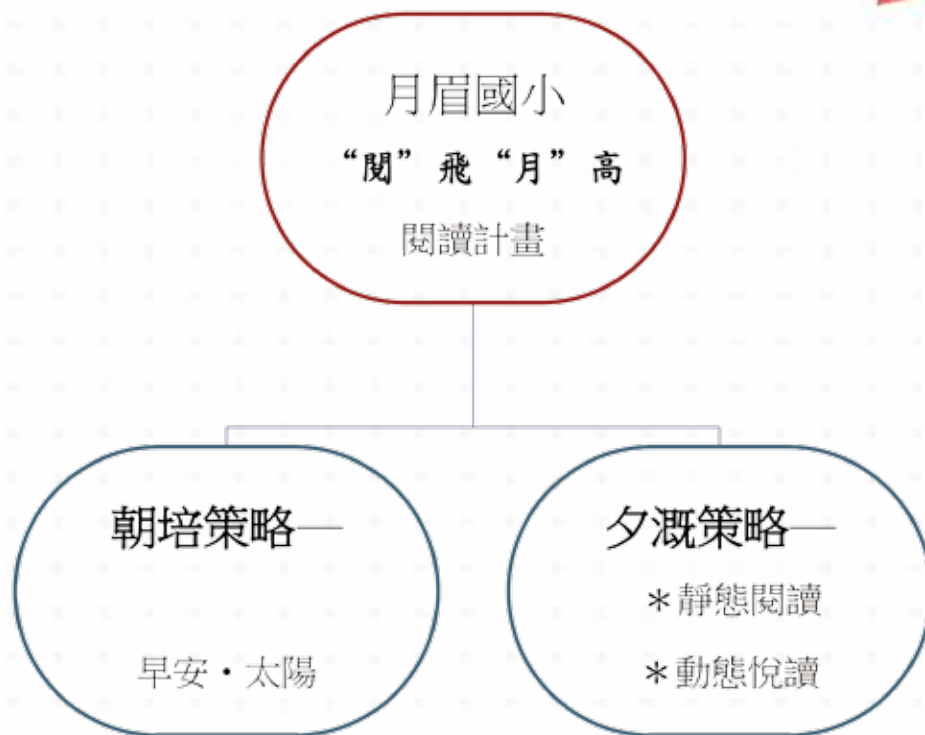 月眉國小
“閱”飛“月”高
閱讀計畫
朝培策略—
早安・太陽
夕溉策略—
＊靜態閱讀
＊動態悅讀